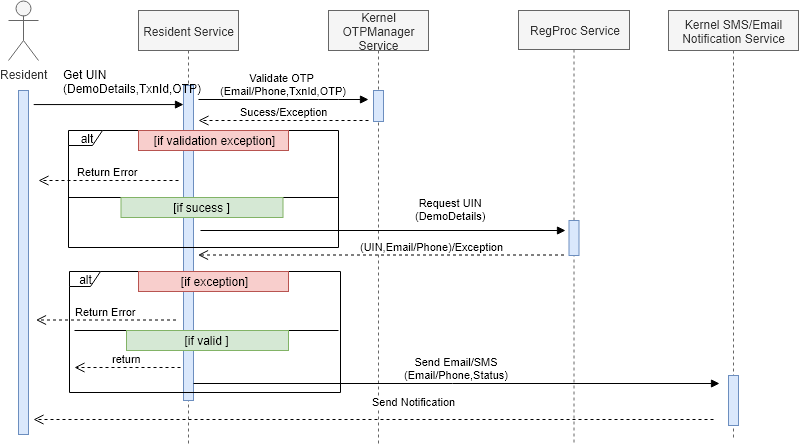 Resident
Resident Service
Kernel
OTPManager
Service
RegProc Service
Kernel SMS/Email
Notification Service
Get UIN
(DemoDetails,TxnId,OTP)
Validate OTP
(Email/Phone,TxnId,OTP)
Sucess/Exception
alt
[if validation exception]
Return Error
[if sucess ]
Request UIN
(DemoDetails)
(UIN,Email/Phone)/Exception
alt
[if exception]
Return Error
[if valid ]
return
Send Email/SMS
(Email/Phone,Status)
Send Notification